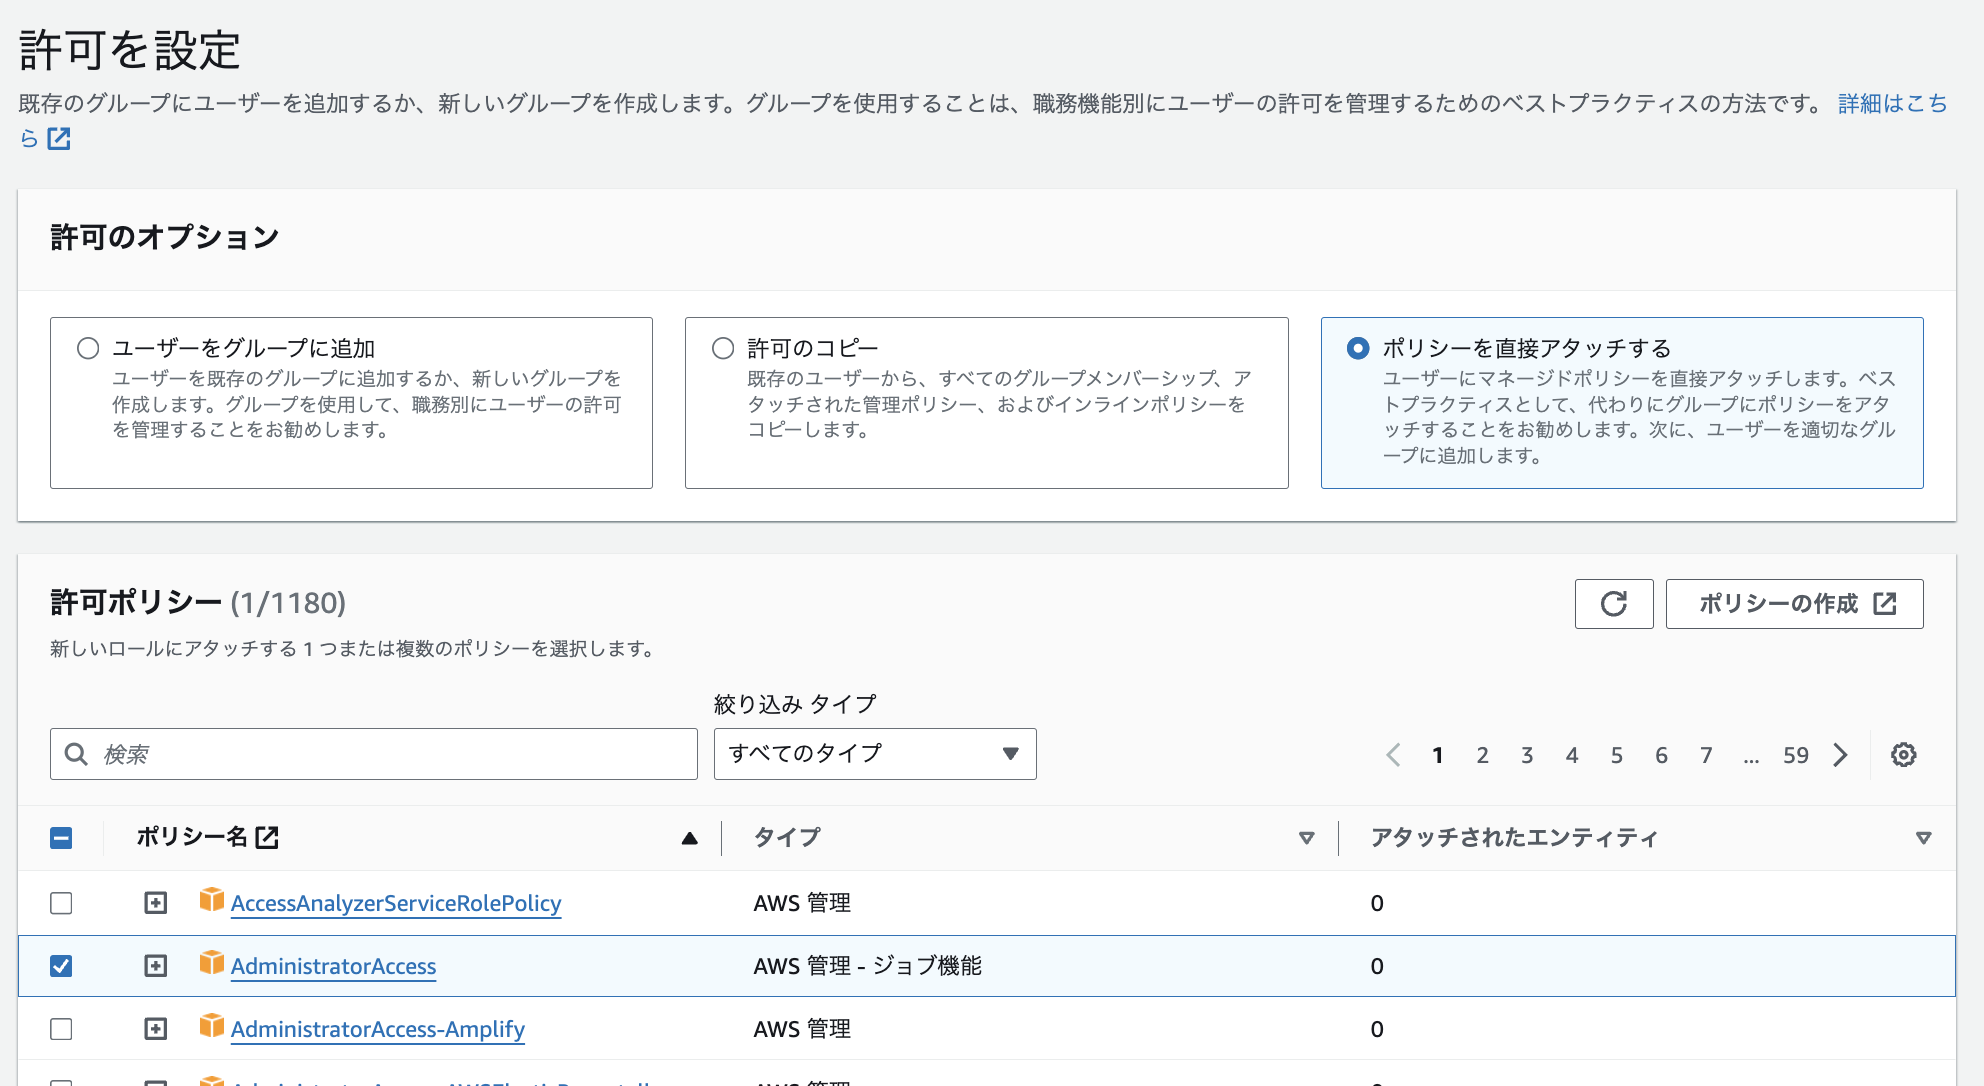 許可を設定
既存のグループにユーザーを追加するか、新しいグループを作成します。グループを使用することは、職務機能別にユーザーの許可を管理するためのベストプラクティスの方法です。 詳細はこち
ら
許可のオプション
ユーザーをグループに追加
ユーザーを既存のグループに追加するか、新しいグループを
作成します。グループを使用して、職務別にユーザーの許可
を管理することをお勧めします。
許可のコピー
既存のユーザーから、すべてのグループメンバーシップ、ア
タッチされた管理ポリシー、およびインラインポリシーを
コピーします。
ポリシーを直接アタッチする
ユーザーにマネージドポリシーを直接アタッチします。ベス
トプラクティスとして、代わりにグループにポリシーをアタ
ッチすることをお勧めします。次に、ユーザーを適切なグル
ープに追加します。
許可ポリシー (1/1180)
ポリシーの作成
新しいロールにアタッチする 1 つまたは複数のポリシーを選択します。
絞り込み タイプ
検索
すべてのタイプ
1 2 3 4 5 6 7 ... 59
ポリシー名 タイプ アタッチされたエンティティ
AccessAnalyzerServiceRolePolicy AWS 管理 0
AdministratorAccess AWS 管理 - ジョブ機能 0
AdministratorAccess-Amplify AWS 管理 0